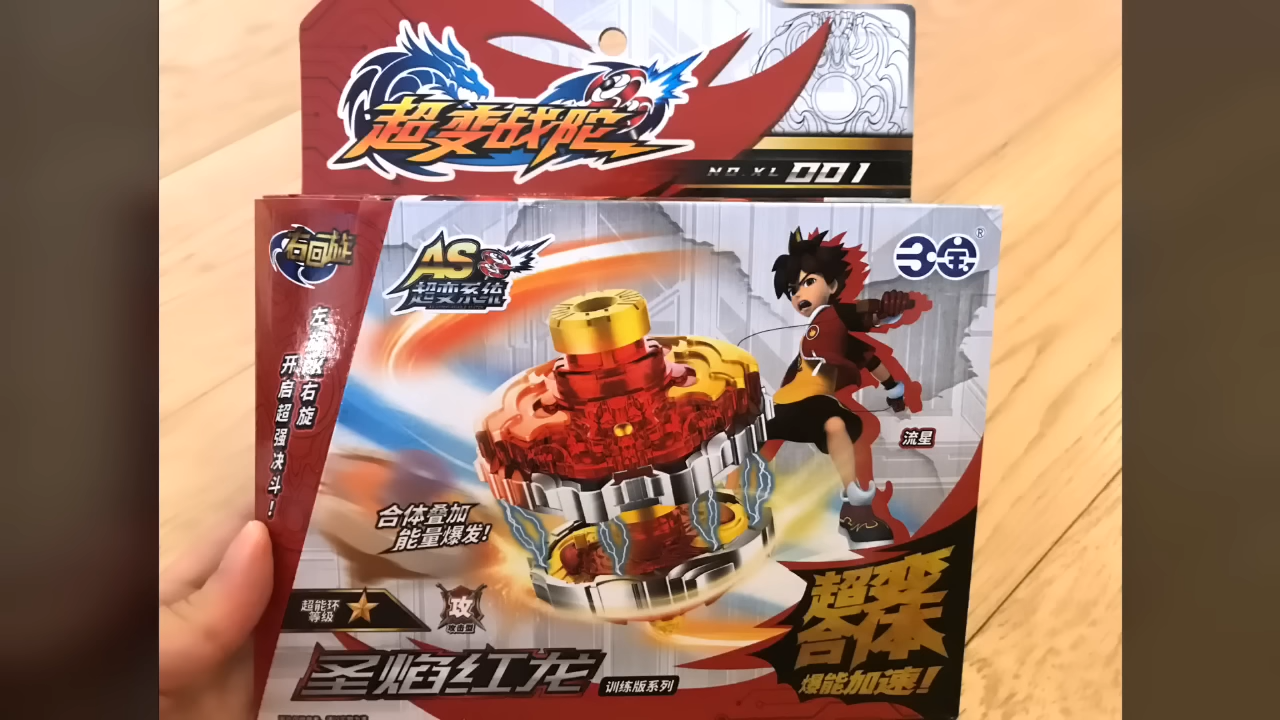 超变战陀
NO.XL 001
右回旋
AS
超变系统
3宝
®
左旋
右旋
开启超强决斗!
流星
合体叠加
能量爆发!
超能环
等级
攻
攻击型
超变
合体
爆能加速!
圣焰红龙
训练版系列